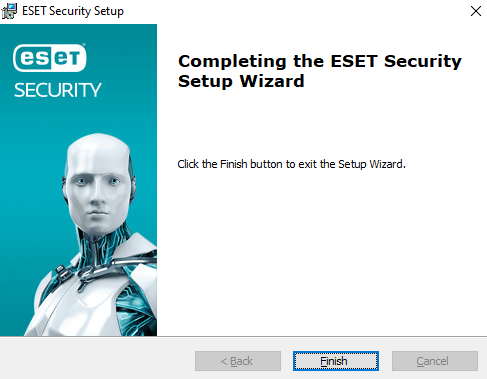 ESET Security Setup
eset
SECURITY
Completing the ESET Security
Setup Wizard
Click the Finish button to exit the Setup Wizard.
< Back
Finish
Cancel